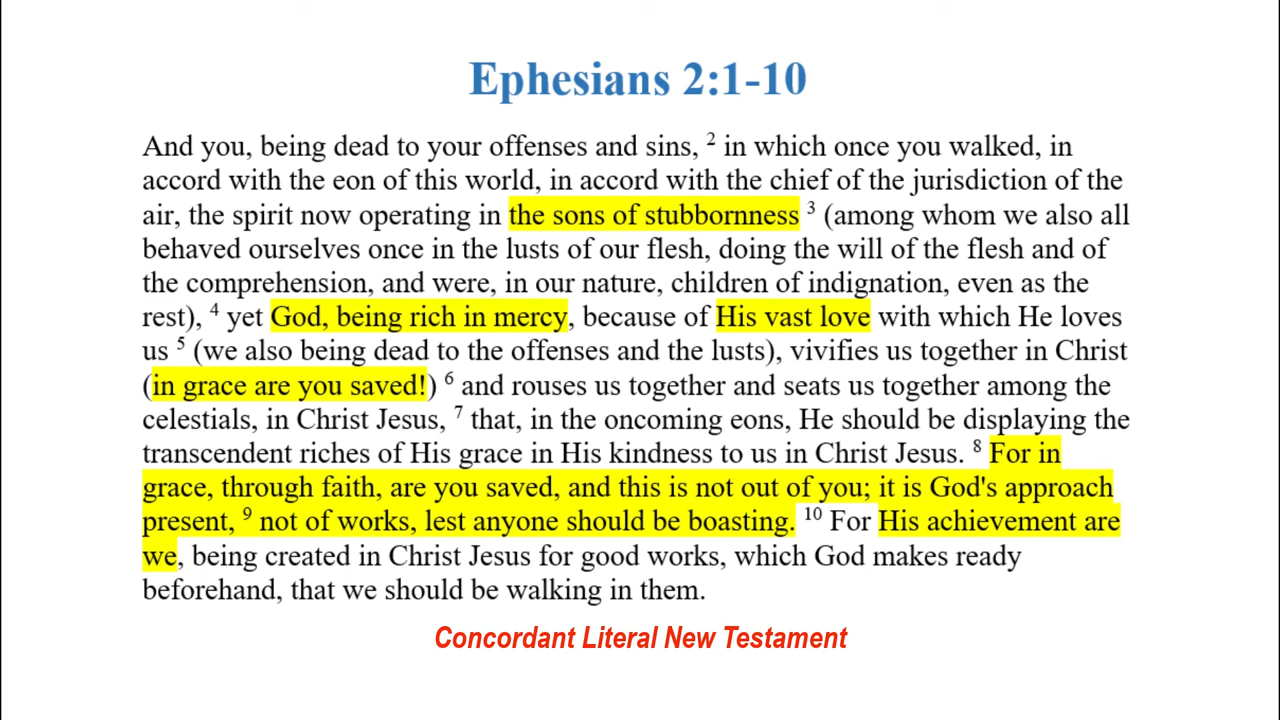 Ephesians 2:1-10
And you, being dead to your offenses and sins, 2 in which once you walked, in
accord with the eon of this world, in accord with the chief of the jurisdiction of the
air, the spirit now operating in the sons of stubbornness 3 (among whom we also all
behaved ourselves once in the lusts of our flesh, doing the will of the flesh and of
the comprehension, and were, in our nature, children of indignation, even as the
rest), 4 yet God, being rich in mercy, because of His vast love with which He loves
us 5 (we also being dead to the offenses and the lusts), vivifies us together in Christ
(in grace are you saved!) 6 and rouses us together and seats us together among the
celestials, in Christ Jesus, 7 that, in the oncoming eons, He should be displaying the
transcendent riches of His grace in His kindness to us in Christ Jesus. 8 For in
grace, through faith, are you saved, and this is not out of you; it is God's approach
present, 9 not of works, lest anyone should be boasting. 10 For His achievement are
we, being created in Christ Jesus for good works, which God makes ready
beforehand, that we should be walking in them.
Concordant Literal New Testament